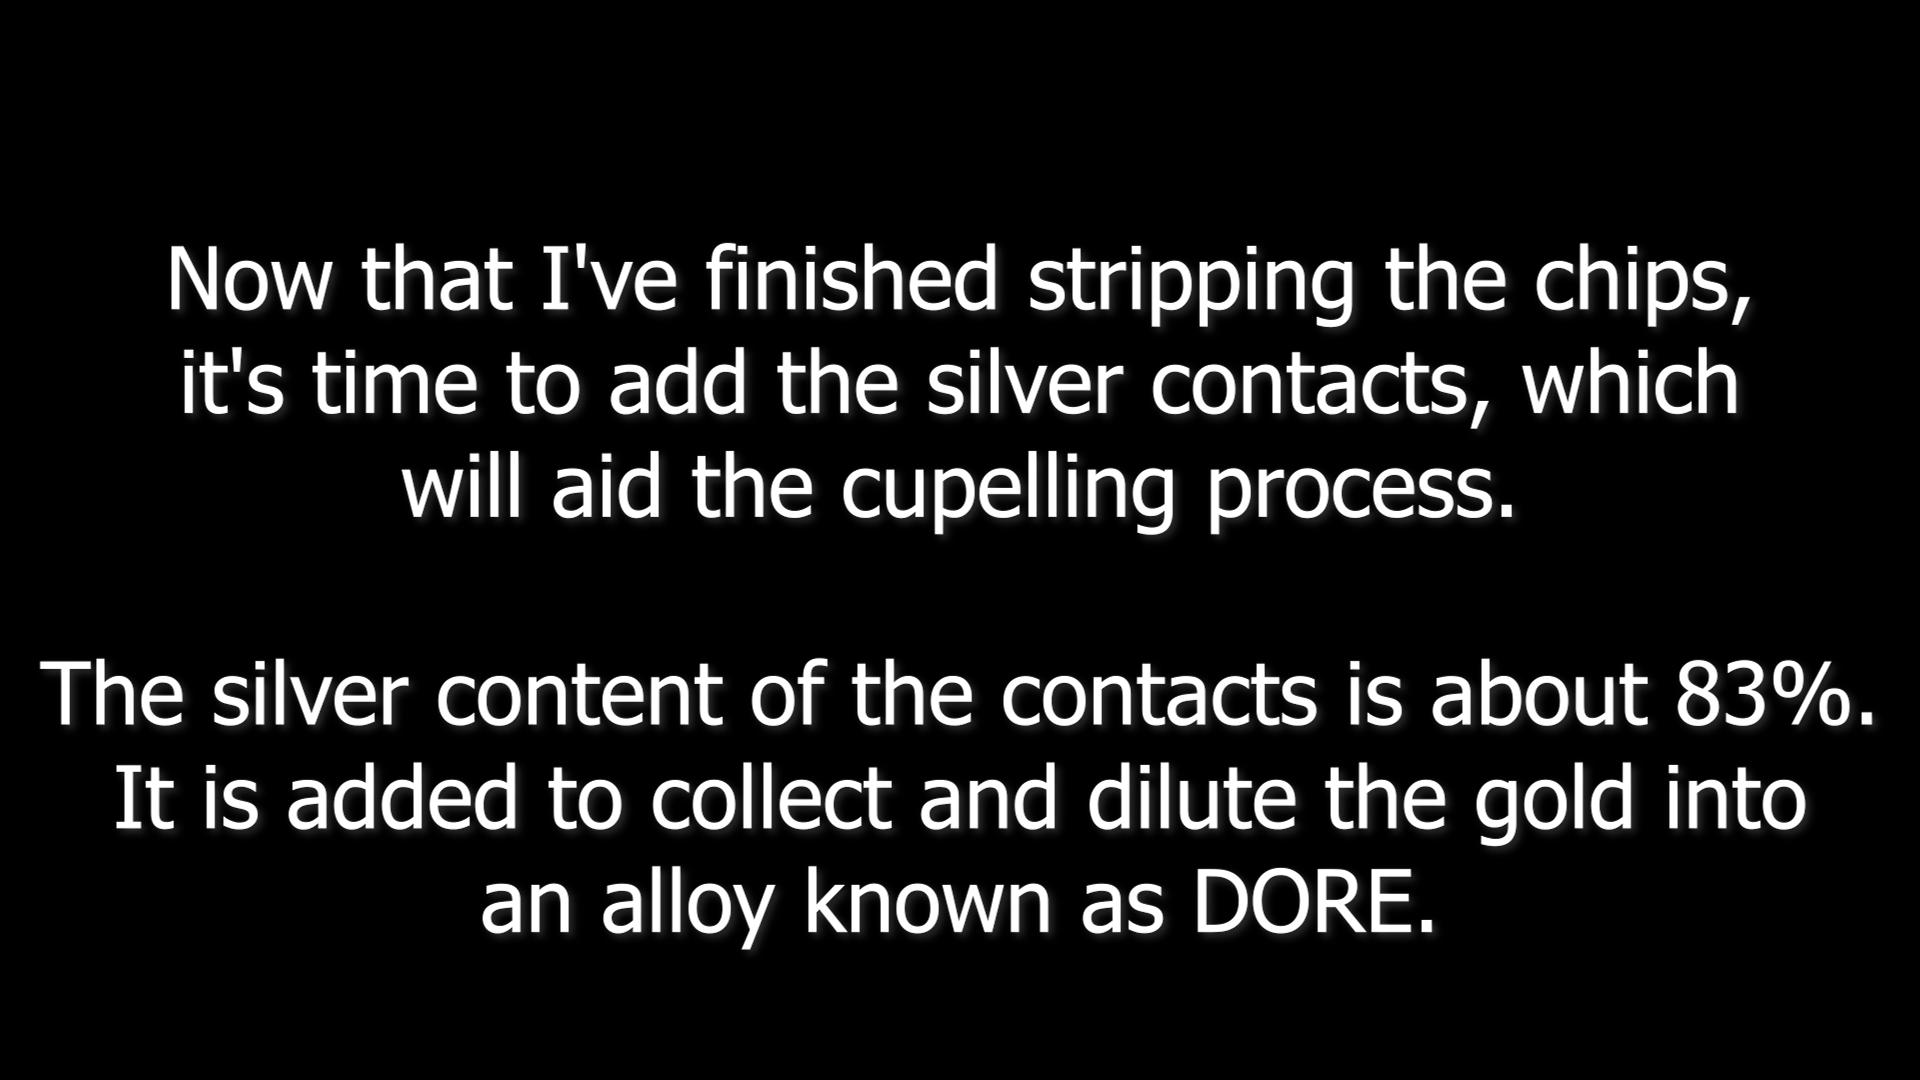 Now that I've finished stripping the chips,
it's time to add the silver contacts, which
will aid the cupelling process.
The silver content of the contacts is about 83%.
It is added to collect and dilute the gold into
an alloy known as DORE.